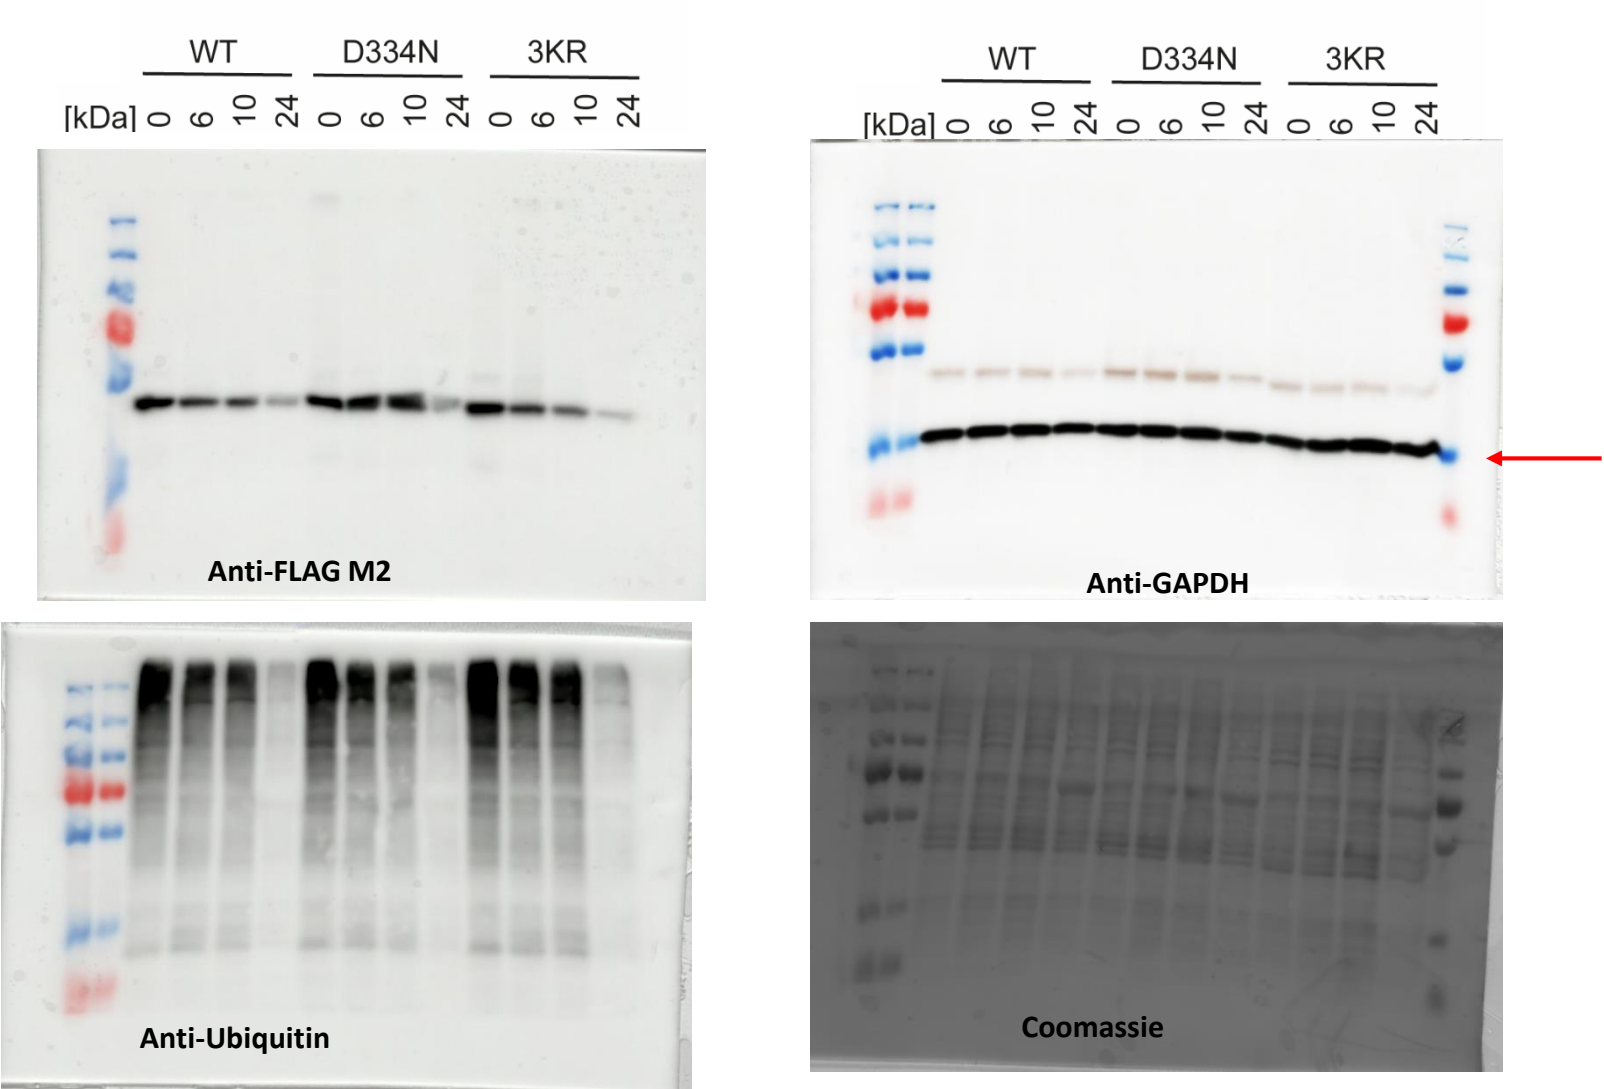 WT D334N 3KR
[kDa] 0 6 10 24 0 6 10 24 0 6 10 24
Anti-FLAG M2
WT D334N 3KR
[kDa] 0 6 10 24 0 6 10 24 0 6 10 24
Anti-GAPDH
Anti-Ubiquitin
Coomassie